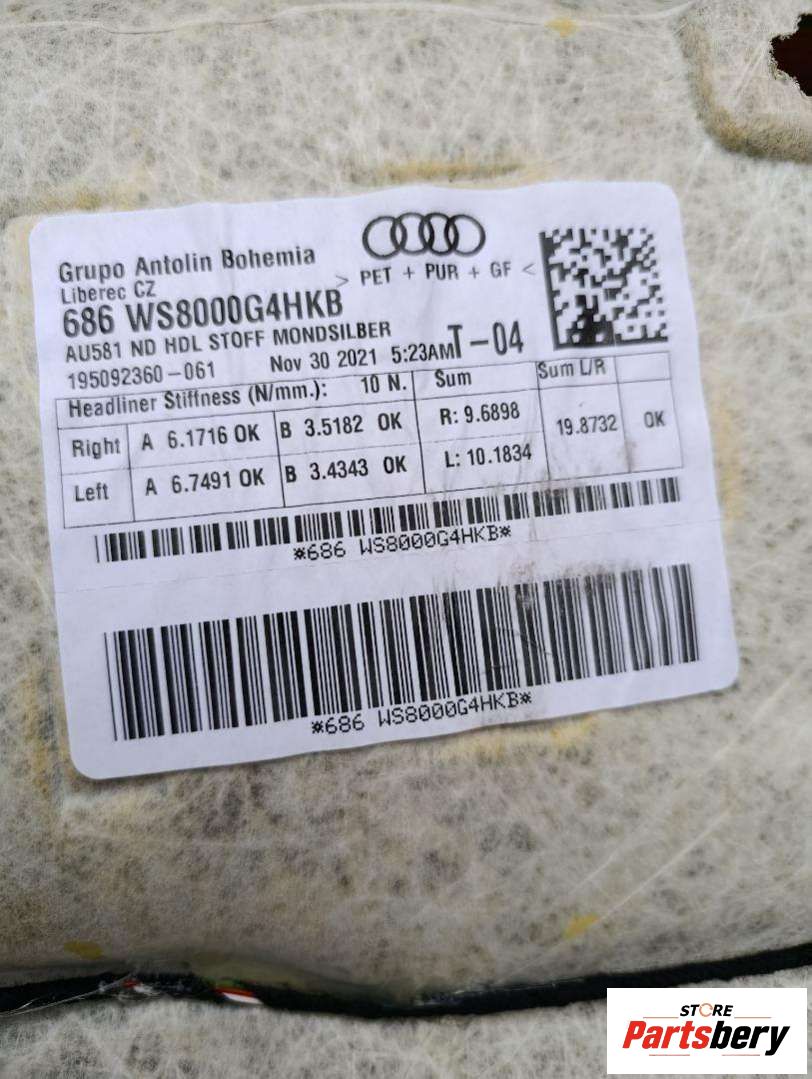 Grupo Antolin Bohemia
Liberec CZ
> PET + PUR + GF <
686 WS8000G4HKB
AU581 ND HDL STOFF MONDSILBER
T-04
195092360-061 Nov 30 2021 5:23AM
Headliner Stiffness (N/mm.): 10 N. Sum Sum L/R
Right A 6.1716 OK B 3.5182 OK R: 9.6898 19.8732 OK
Left A 6.7491 OK B 3.4343 OK L: 10.1834
*686 WS8000G4HKB*
*686 WS8000G4HKB*
STORE
Partsbery